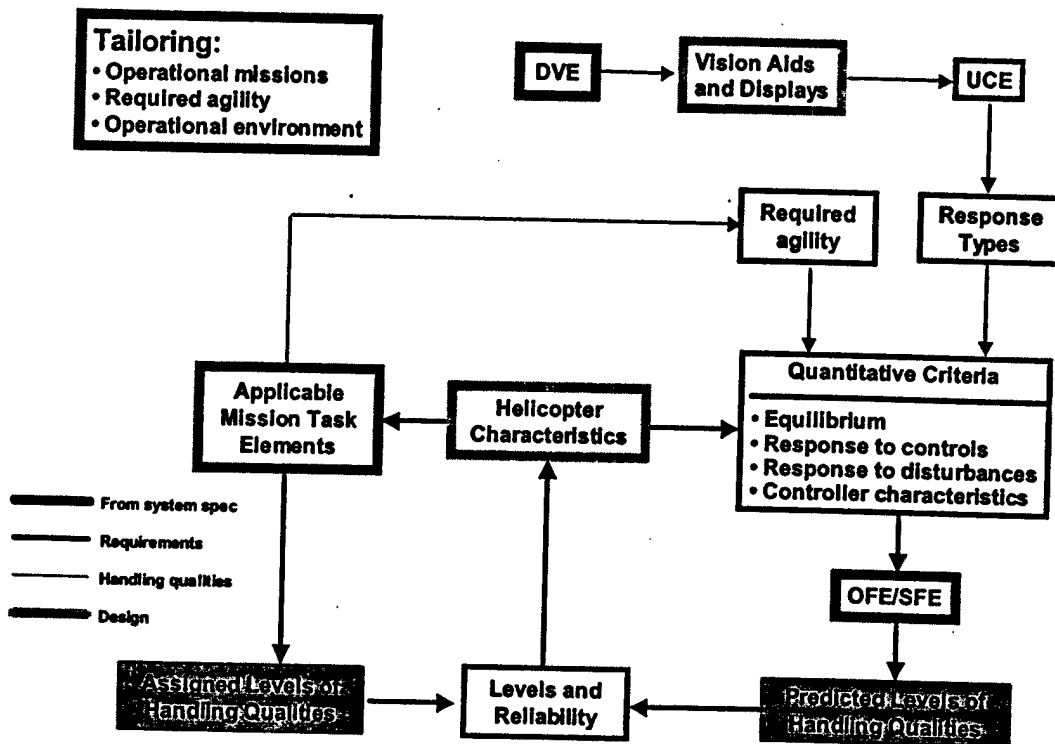 Tailoring:
• Operational missions
• Required agility
• Operational environment
DVE
Vision Aids
and Displays
UCE
Required
agility
Response
Types
Applicable
Mission Task
Elements
Helicopter
Characteristics
Quantitative Criteria
• Equilibrium
• Response to controls
• Response to disturbances
• Controller characteristics
From system spec
Requirements
Handling qualities
Design
OFE/SFE
Assigned Levels of
Handling Qualities
Levels and
Reliability
Predicted Levels of
Handling Qualities